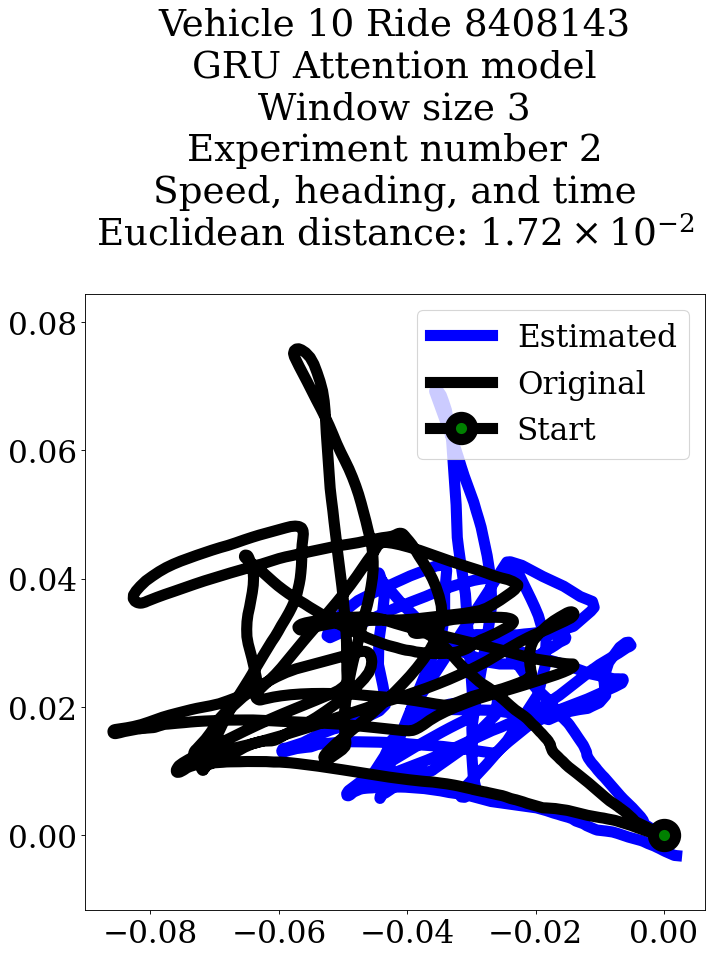 Vehicle 10 Ride 8408143
GRU Attention model
Window size 3
Experiment number 2
Speed, heading, and time
Euclidean distance: 1.72 × 10⁻²
Estimated
Original
Start
0.08
0.06
0.04
0.02
0.00
−0.08 −0.06 −0.04 −0.02 0.00